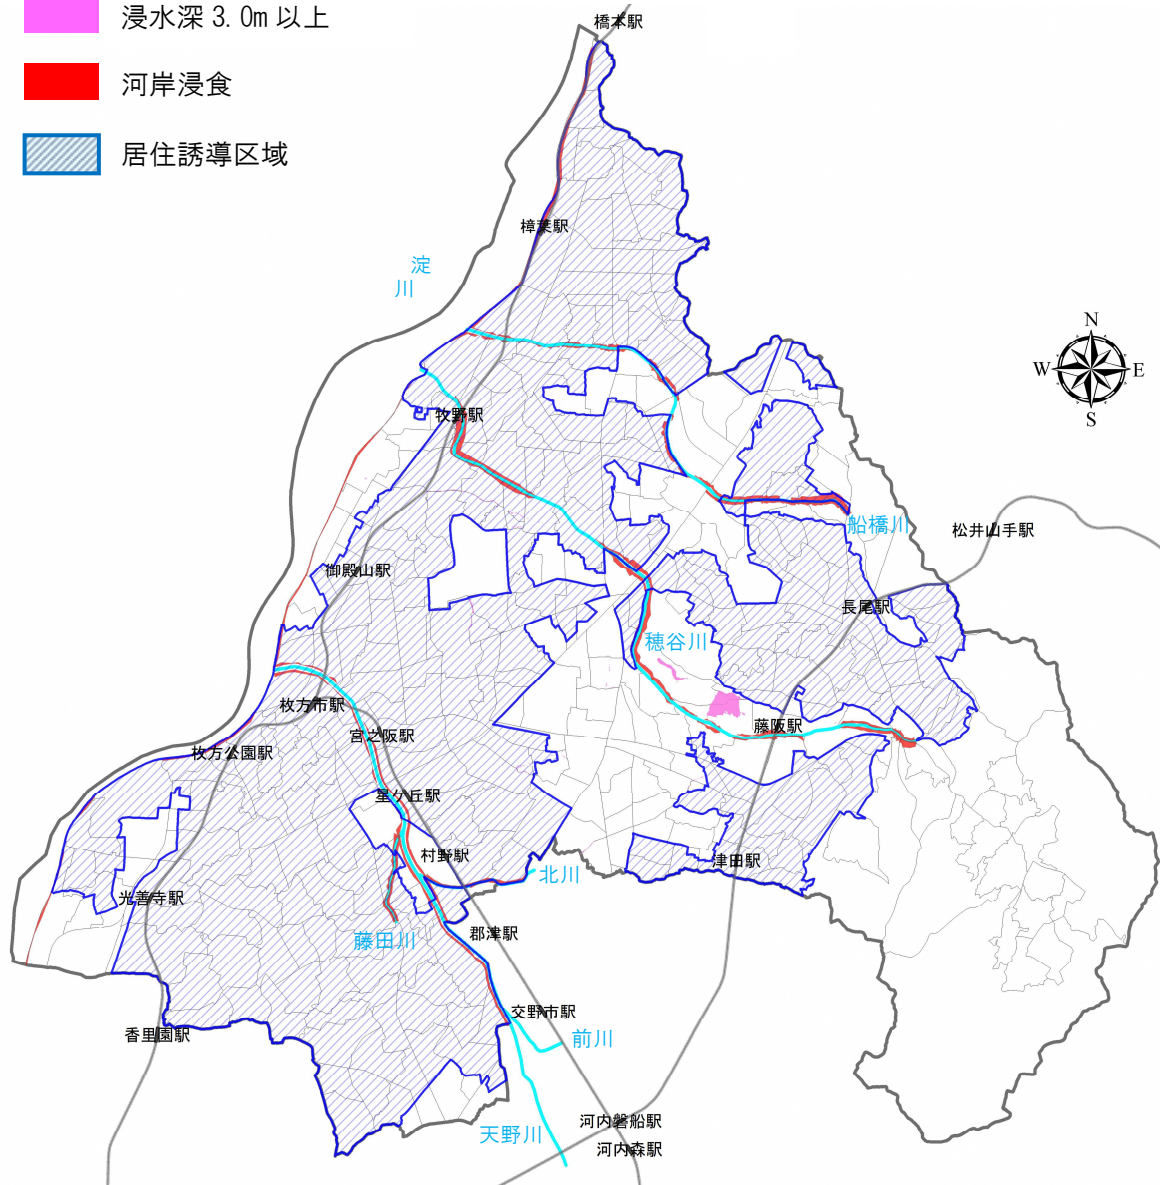 浸水深 3.0m 以上
河岸浸食
居住誘導区域
橋本駅
樟葉駅
淀
川
N
W
E
S
牧野駅
船橋川
松井山手駅
御殿山駅
長尾駅
穂谷川
枚方市駅
藤阪駅
宮之阪駅
枚方公園駅
星ケ丘駅
村野駅
津田駅
北川
光善寺駅
藤田川
郡津駅
交野市駅
香里園駅
前川
河内磐船駅
天野川
河内森駅